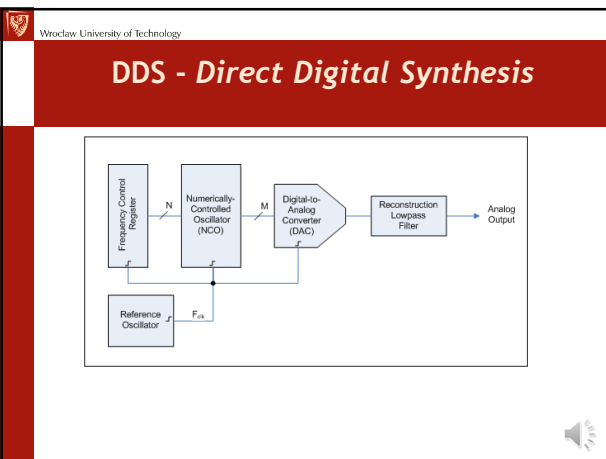 Wroclaw University of Technology
DDS - Direct Digital Synthesis
Frequency Control
Register
N
Numerically-
Controlled
Oscillator
(NCO)
M
Digital-to-
Analog
Converter
(DAC)
Reconstruction
Lowpass
Filter
Analog
Output
Reference
Oscillator
Fclk